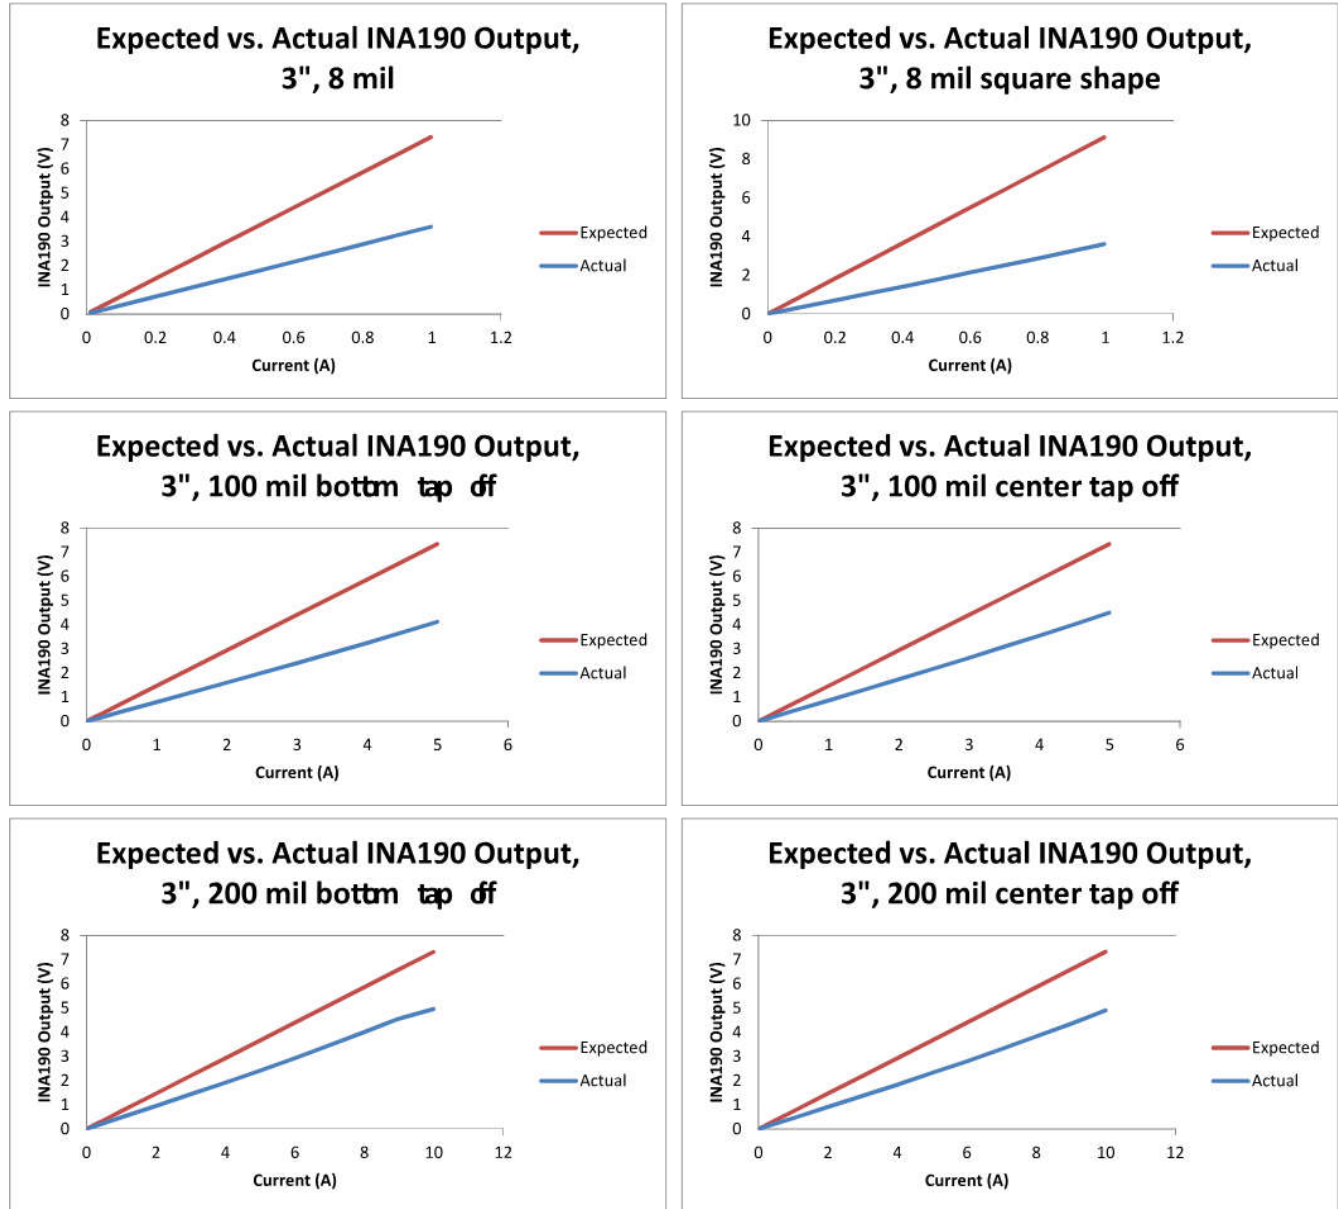 Expected vs. Actual INA190 Output,
3", 8 mil
8
7
6
5
4
3
2
1
0
INA190 Output (V)
0 0.2 0.4 0.6 0.8 1 1.2
Current (A)
Expected
Actual
Expected vs. Actual INA190 Output,
3", 8 mil square shape
10
8
6
4
2
0
INA190 Output (V)
0 0.2 0.4 0.6 0.8 1 1.2
Current (A)
Expected
Actual
Expected vs. Actual INA190 Output,
3", 100 mil bottom tap off
8
7
6
5
4
3
2
1
0
INA190 Output (V)
0 1 2 3 4 5 6
Current (A)
Expected
Actual
Expected vs. Actual INA190 Output,
3", 100 mil center tap off
8
7
6
5
4
3
2
1
0
INA190 Output (V)
0 1 2 3 4 5 6
Current (A)
Expected
Actual
Expected vs. Actual INA190 Output,
3", 200 mil bottom tap off
8
7
6
5
4
3
2
1
0
INA190 Output (V)
0 2 4 6 8 10 12
Current (A)
Expected
Actual
Expected vs. Actual INA190 Output,
3", 200 mil center tap off
8
7
6
5
4
3
2
1
0
INA190 Output (V)
0 2 4 6 8 10 12
Current (A)
Expected
Actual